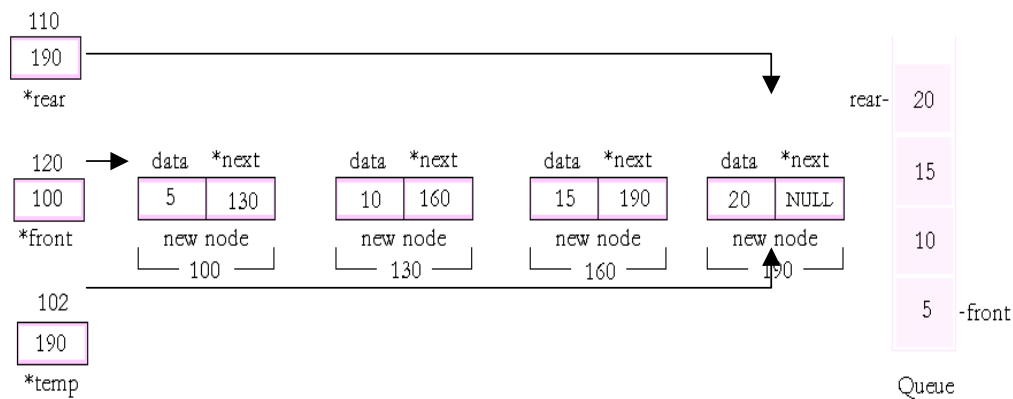 110
190
*rear
rear- 20
120 data *next data *next data *next data *next
15
100 5 130 10 160 15 190 20 NULL
*front new node new node new node new node
10
100 130 160 190
102
5 -front
190
*temp
Queue